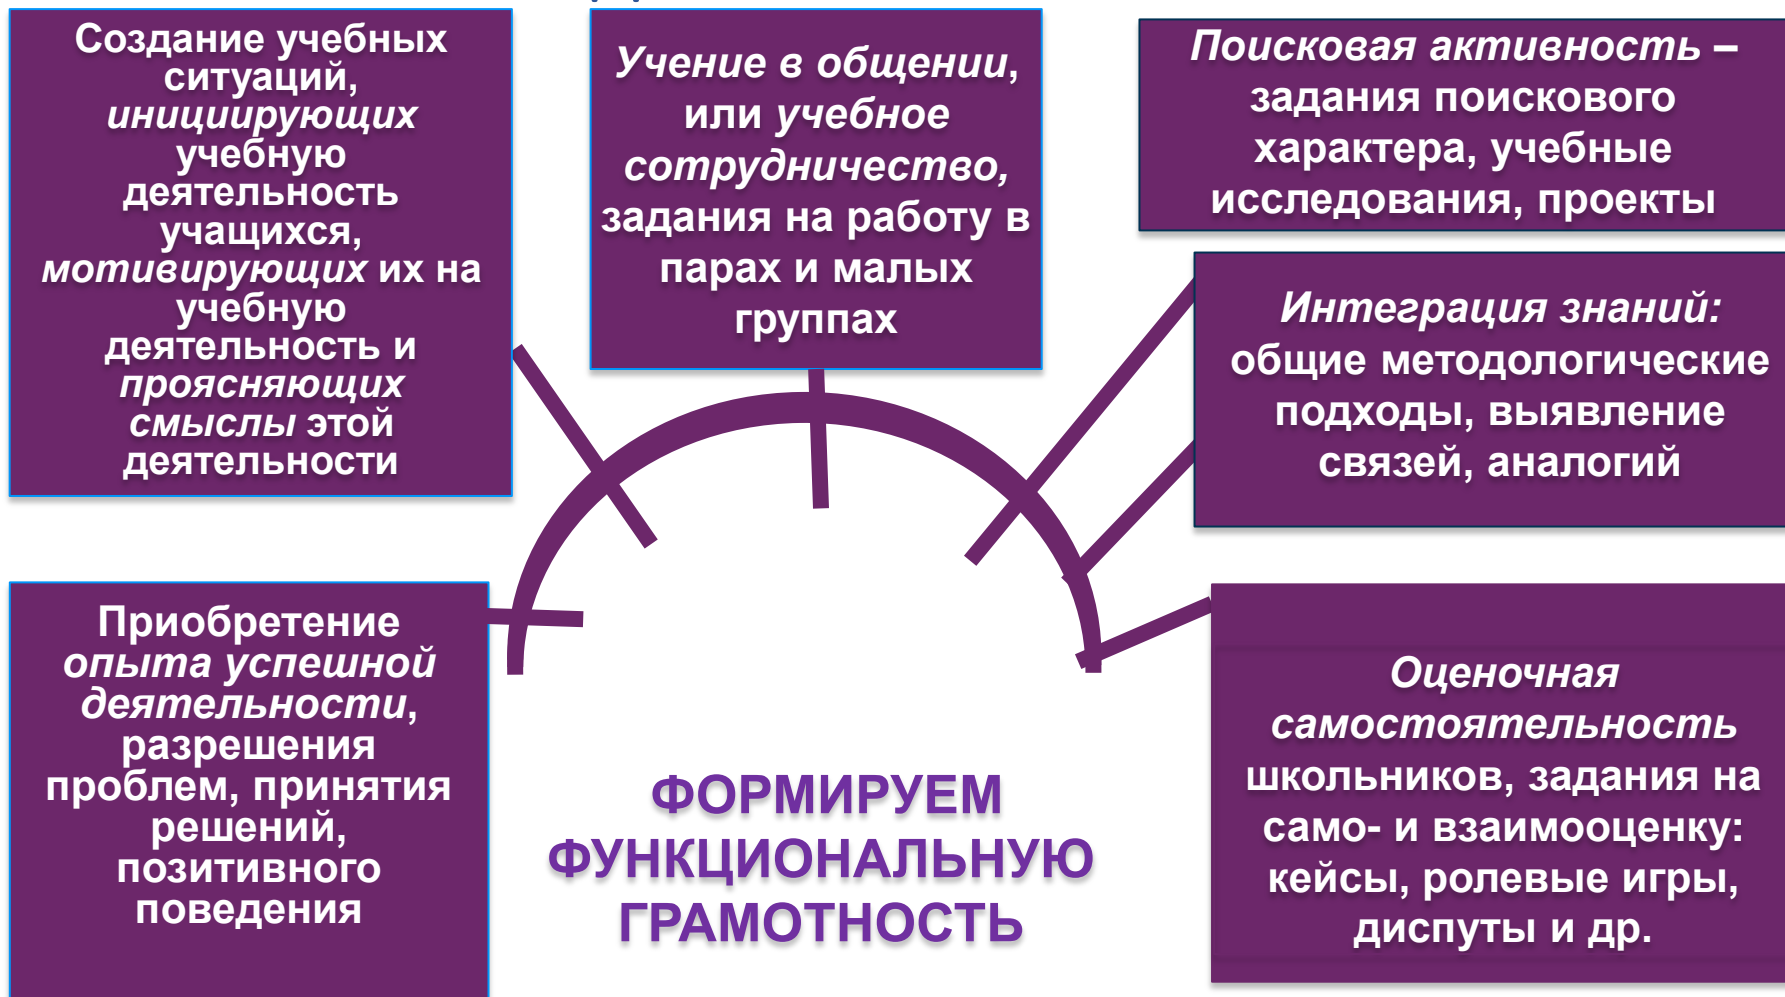 Создание учебных
ситуаций,
инициирующих
учебную
деятельность
учащихся,
мотивирующих их на
учебную
деятельность и
проясняющих
смыслы этой
деятельности
Учение в общении,
или учебное
сотрудничество,
задания на работу в
парах и малых
группах
Поисковая активность –
задания поискового
характера, учебные
исследования, проекты
Интеграция знаний:
общие методологические
подходы, выявление
связей, аналогий
Приобретение
опыта успешной
деятельности,
разрешения
проблем, принятия
решений,
позитивного
поведения
ФОРМИРУЕМ
ФУНКЦИОНАЛЬНУЮ
ГРАМОТНОСТЬ
Оценочная
самостоятельность
школьников, задания на
само- и взаимооценку:
кейсы, ролевые игры,
диспуты и др.